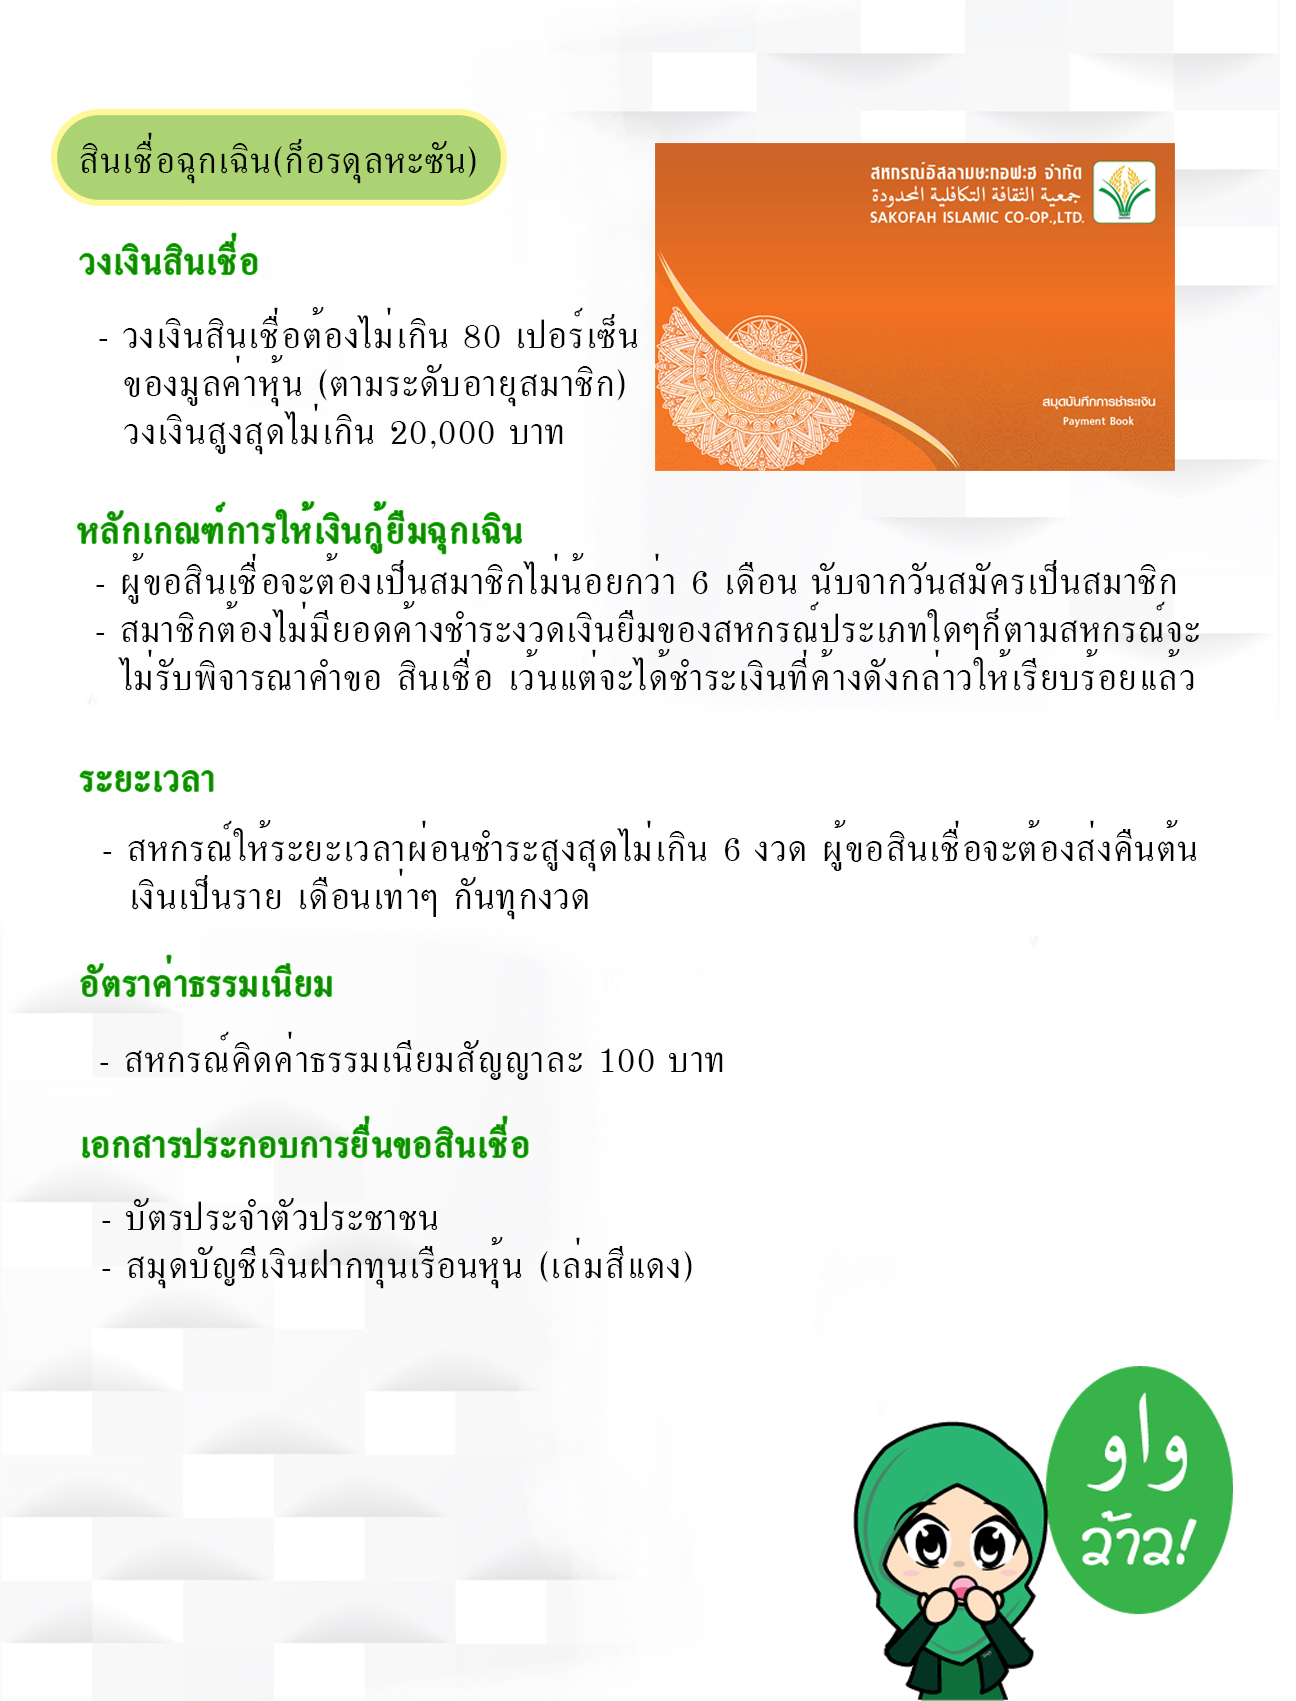 สินเชื่อฉุกเฉิน(ก็อรดุลหะซัน)
สหกรณ์อิสลามษะกอฟะฮ จำกัด
جمعية الثقافة التكافلية المحدودة
SAKOFAH ISLAMIC CO-OP.,LTD.
สมุดบันทึกการชำระเงิน
Payment Book
วงเงินสินเชื่อ
- วงเงินสินเชื่อต้องไม่เกิน 80 เปอร์เซ็น
ของมูลค่าหุ้น (ตามระดับอายุสมาชิก)
วงเงินสูงสุดไม่เกิน 20,000 บาท
หลักเกณฑ์การให้เงินกู้ยืมฉุกเฉิน
- ผู้ขอสินเชื่อจะต้องเป็นสมาชิกไม่น้อยกว่า 6 เดือน นับจากวันสมัครเป็นสมาชิก
- สมาชิกต้องไม่มียอดค้างชำระงวดเงินยืมของสหกรณ์ประเภทใดๆก็ตามสหกรณ์จะ
ไม่รับพิจารณาคำขอ สินเชื่อ เว้นแต่จะได้ชำระเงินที่ค้างดังกล่าวให้เรียบร้อยแล้ว
ระยะเวลา
- สหกรณ์ให้ระยะเวลาผ่อนชำระสูงสุดไม่เกิน 6 งวด ผู้ขอสินเชื่อจะต้องส่งคืนต้น
เงินเป็นราย เดือนเท่าๆ กันทุกงวด
อัตราค่าธรรมเนียม
- สหกรณ์คิดค่าธรรมเนียมสัญญาละ 100 บาท
เอกสารประกอบการยื่นขอสินเชื่อ
- บัตรประจำตัวประชาชน
- สมุดบัญชีเงินฝากทุนเรือนหุ้น (เล่มสีแดง)
واو
ว้าว!